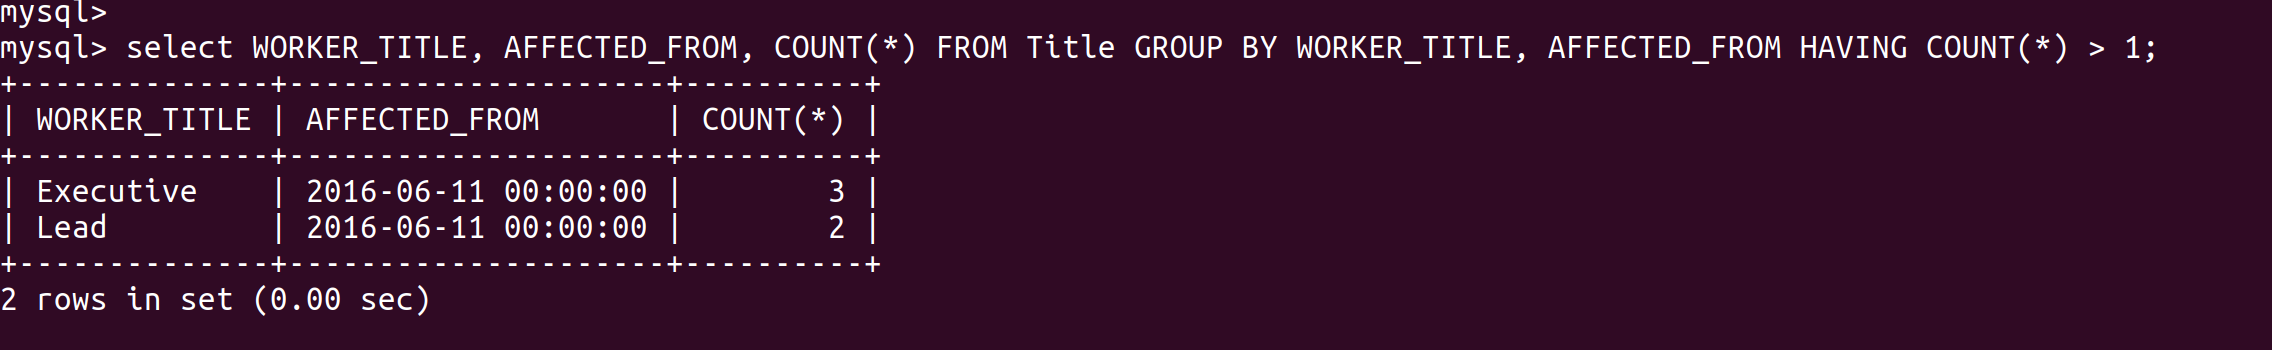 mysql>
mysql> select WORKER_TITLE, AFFECTED_FROM, COUNT(*) FROM Title GROUP BY WORKER_TITLE, AFFECTED_FROM HAVING COUNT(*) > 1;
+--------------+---------------------+----------+
| WORKER_TITLE | AFFECTED_FROM       | COUNT(*) |
+--------------+---------------------+----------+
| Executive    | 2016-06-11 00:00:00 |        3 |
| Lead         | 2016-06-11 00:00:00 |        2 |
+--------------+---------------------+----------+
2 rows in set (0.00 sec)